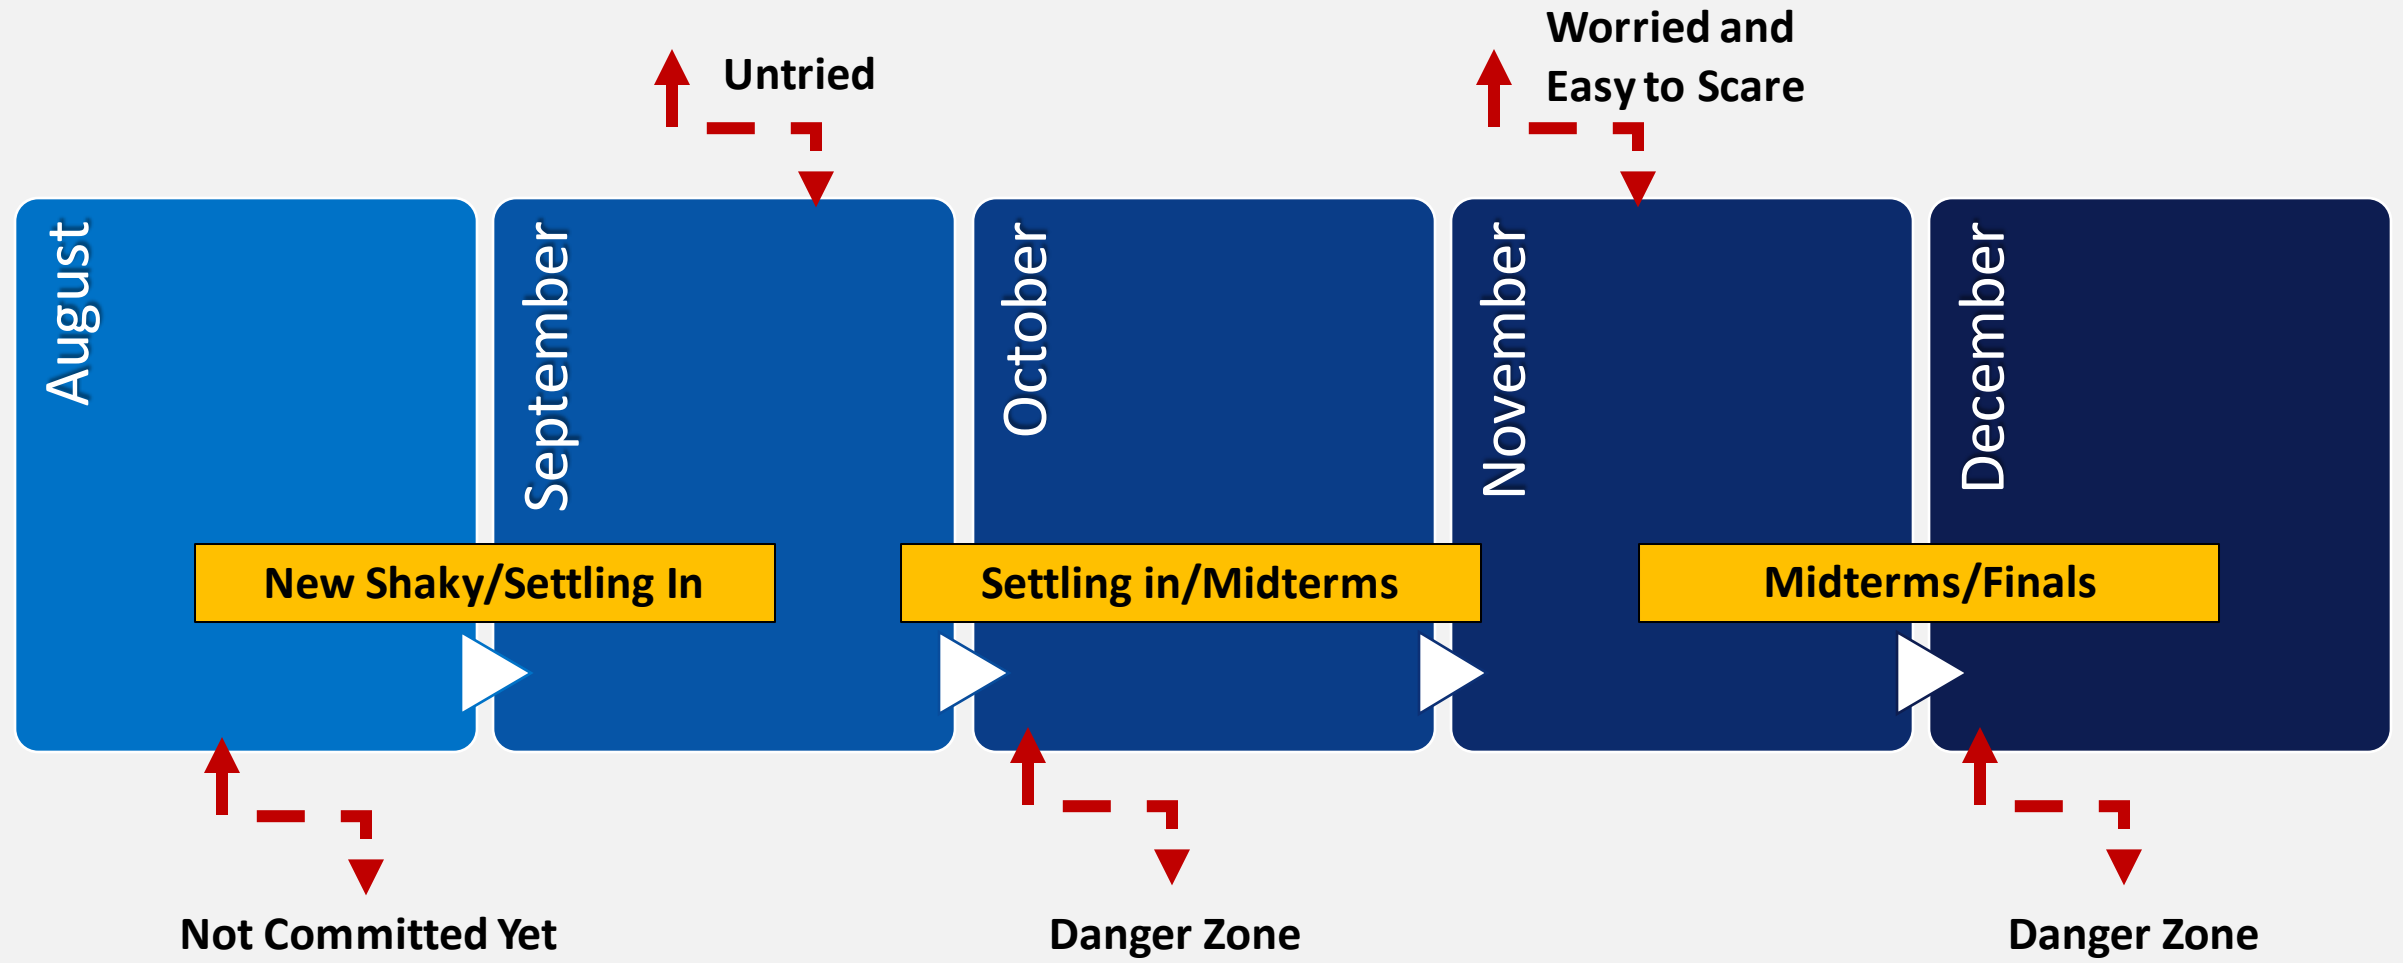 Untried
Worried and
Easy to Scare
August
September
October
November
December
New Shaky/Settling In
Settling in/Midterms
Midterms/Finals
Not Committed Yet
Danger Zone
Danger Zone